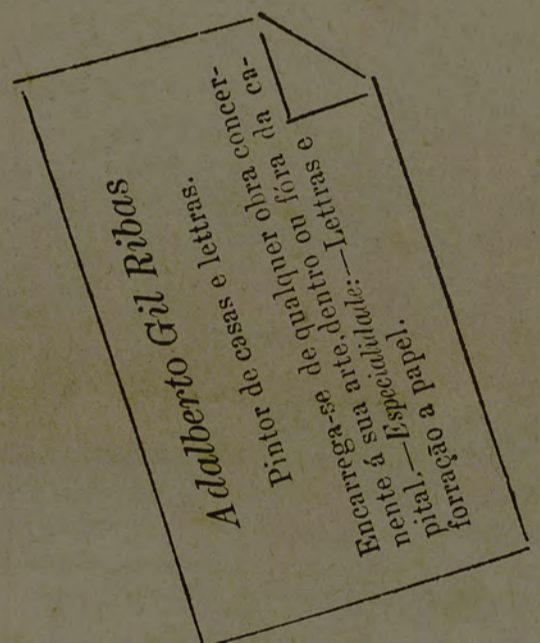 Adalberto Gil Ribas
Pintor de casas e lettras.
Encarrega-se de qualquer obra concer-
nente á sua arte, dentro ou fóra da ca-
pital.—Especialidade:—Lettras e
forração a papel.